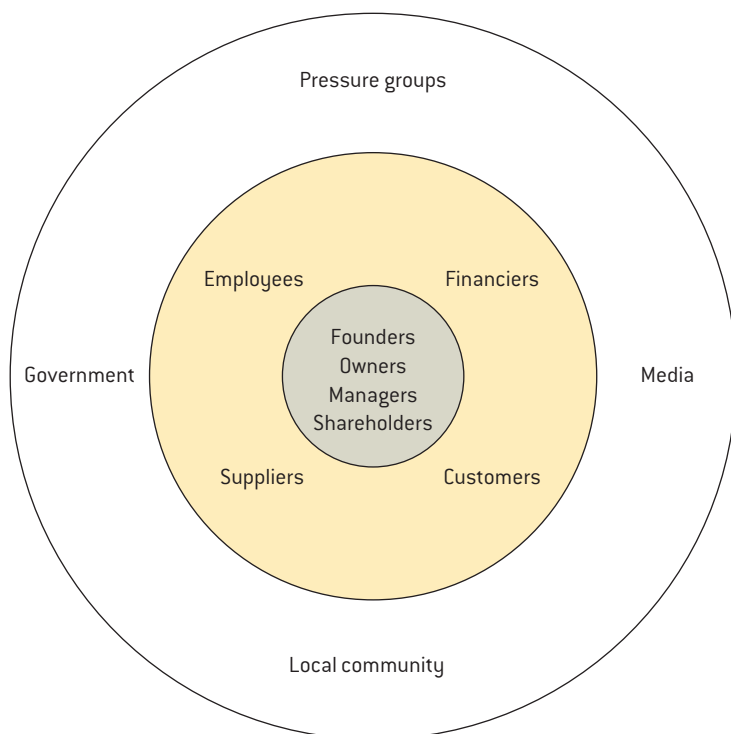 Pressure groups
Employees
Financiers
Founders
Owners
Government
Media
Managers
Shareholders
Suppliers
Customers
Local community